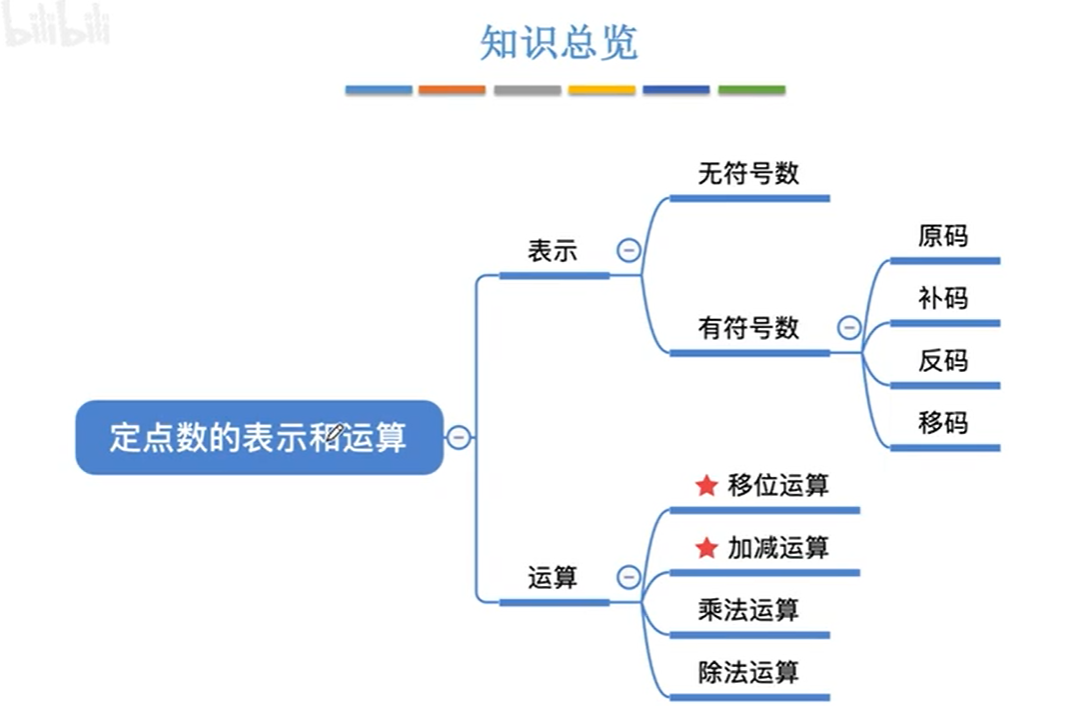 bilibili
知识总览
无符号数
原码
表示
补码
有符号数
反码
移码
定点数的表示和运算
移位运算
加减运算
运算
乘法运算
除法运算